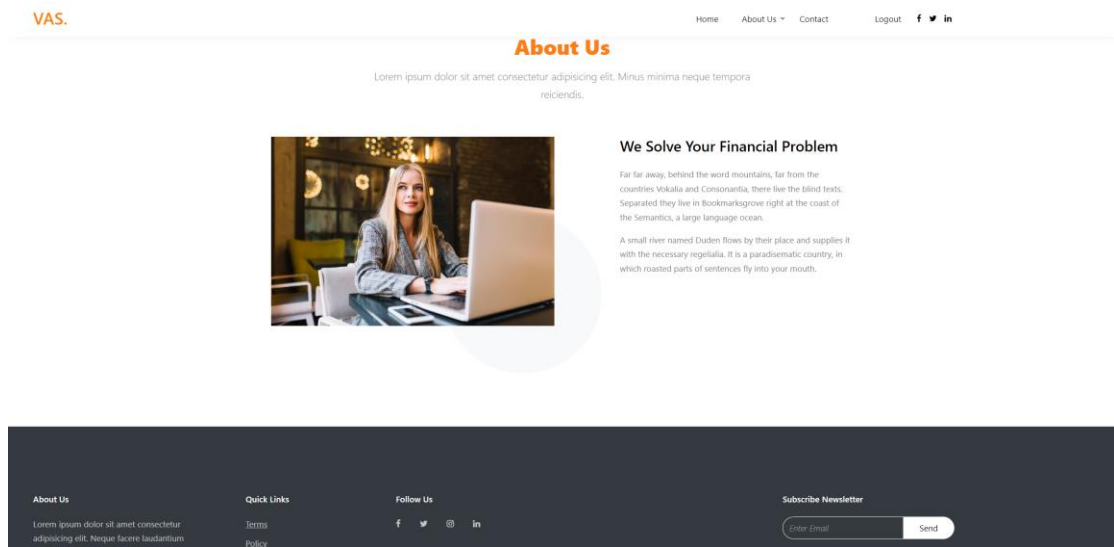 VAS.
Home About Us Contact Logout
About Us
Lorem ipsum dolor sit amet consectetur adipisicing elit. Minus minima neque tempora
reiciendis.
We Solve Your Financial Problem
Far far away, behind the word mountains, far from the
countries Vokalia and Consonantia, there live the blind texts.
Separated they live in Bookmarksgrove right at the coast of
the Semantics, a large language ocean.
A small river named Duden flows by their place and supplies it
with the necessary regelialia. It is a paradisematic country, in
which roasted parts of sentences fly into your mouth.
About Us
Lorem ipsum dolor sit amet consectetur
adipisicing elit. Neque facere laudantium
Quick Links
Terms
Policy
Follow Us
Subscribe Newsletter
Enter Email Send